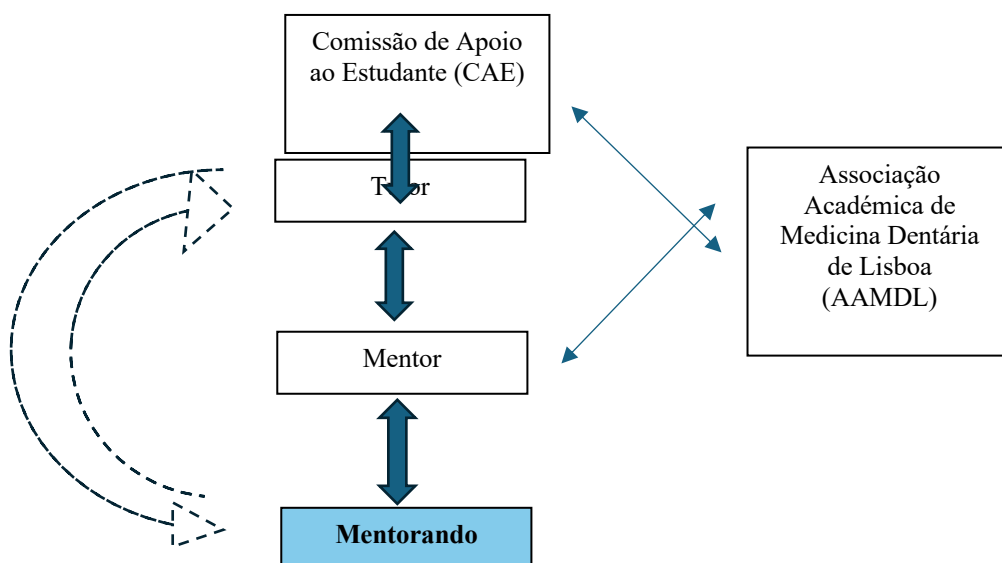 Comissão de Apoio
ao Estudante (CAE)
Associação
Académica de
Medicina Dentária
de Lisboa
(AAMDL)
Mentor
Mentorando